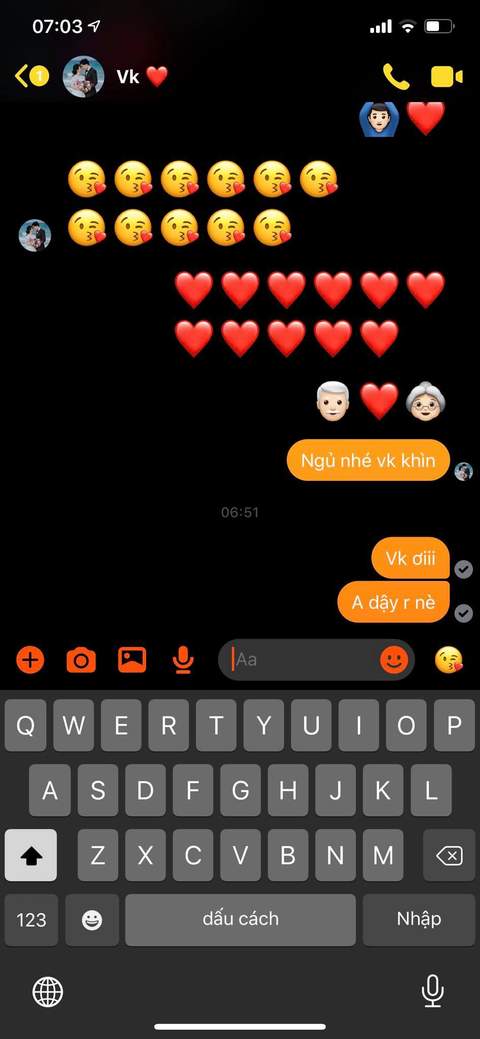 07:03
1
Vk ❤️
🙆🏻‍♂️❤️
😘😘😘😘😘😘
😘😘😘😘😘
❤️❤️❤️❤️❤️❤️
❤️❤️❤️❤️❤️
👴🏻❤️👵🏻
Ngủ nhé vk khìn
06:51
Vk ơiii
A dậy r nè
Aa
Q W E R T Y U I O P
A S D F G H J K L
Z X C V B N M
123 dấu cách Nhập